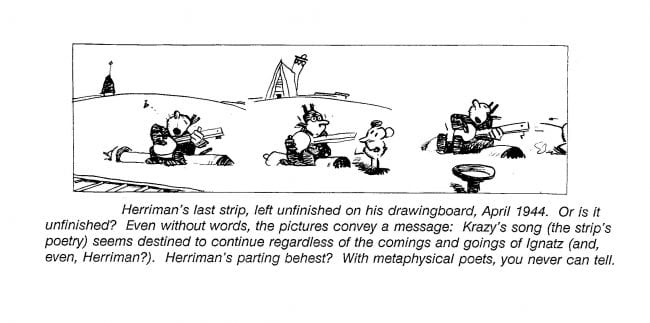 Herriman's last strip, left unfinished on his drawingboard, April 1944. Or is it
unfinished? Even without words, the pictures convey a message: Krazy's song (the strip's
poetry) seems destined to continue regardless of the comings and goings of Ignatz (and,
even, Herriman?). Herriman's parting behest? With metaphysical poets, you never can tell.